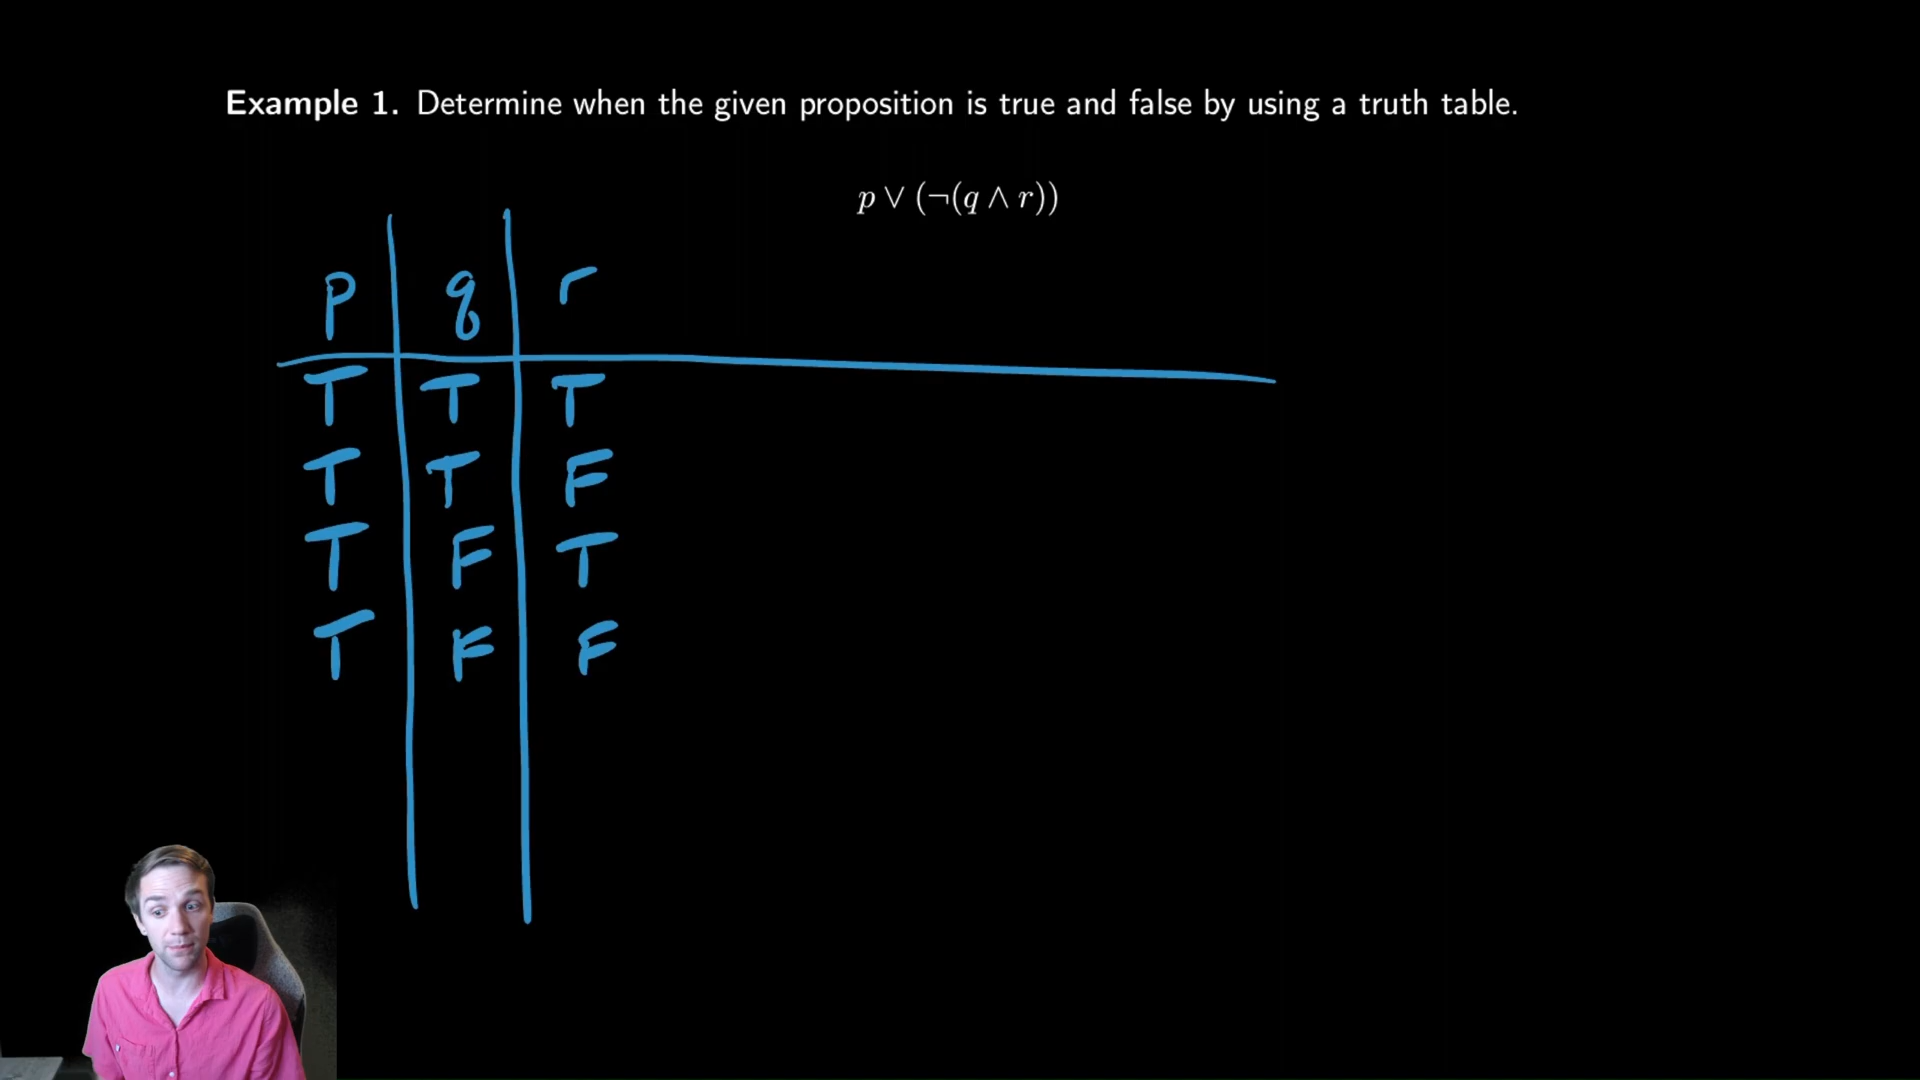 Example 1. Determine when the given proposition is true and false by using a truth table.
p ∨ (¬(q ∧ r))
p q r
T T T
T T F
T F T
T F F